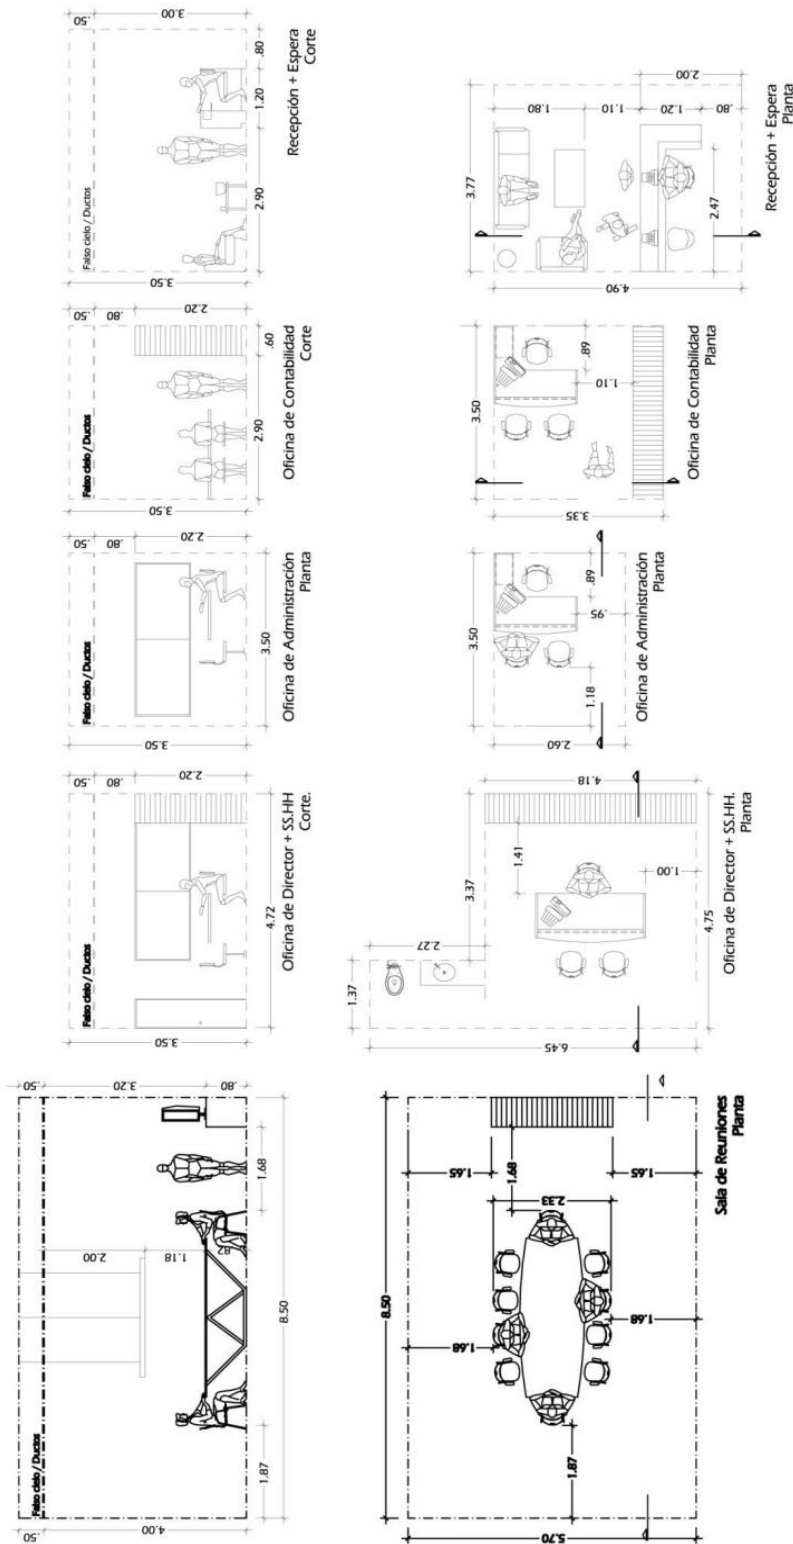 Falso cielo / Ductos
.50
4.00
2.00
1.18
.82
.50
3.20
.80
1.87
1.68
8.50
Falso cielo / Ductos
3.50
.50
.80
2.20
4.72
Oficina de Director + SS.HH.
Corte.
Falso cielo / Ductos
3.50
.50
.80
2.20
3.50
Oficina de Administración
Planta
Falso cielo / Ductos
3.50
.50
.80
2.20
2.90
.60
Oficina de Contabilidad
Corte
Falso cielo / Ductos
3.50
.50
3.00
2.90
1.20
.80
Recepción + Espera
Corte
8.50
5.70
1.65
1.68
2.33
1.68
1.68
1.87
1.65
Sala de Reuniones
Planta
1.37
2.27
3.37
6.45
1.41
4.18
1.00
4.75
Oficina de Director + SS.HH.
Planta
3.50
2.60
1.18
.95
.89
Oficina de Administración
Planta
3.50
3.35
1.10
.89
Oficina de Contabilidad
Planta
3.77
4.90
1.80
1.10
1.20
.80
2.00
2.47
Recepción + Espera
Planta